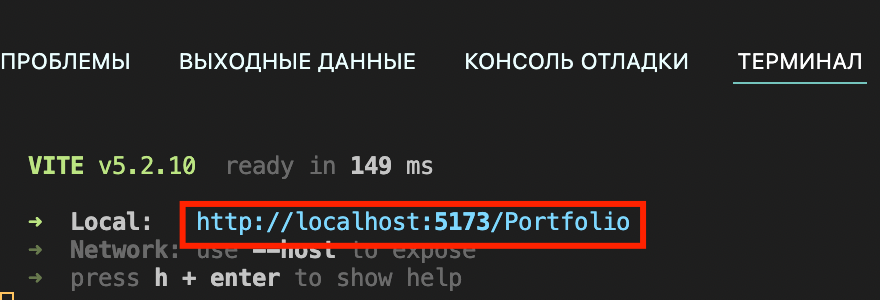 ПРОБЛЕМЫ ВЫХОДНЫЕ ДАННЫЕ КОНСОЛЬ ОТЛАДКИ ТЕРМИНАЛ
VITE v5.2.10 ready in 149 ms
➜ Local: http://localhost:5173/Portfolio
➜ Network: use --host to expose
➜ press h + enter to show help